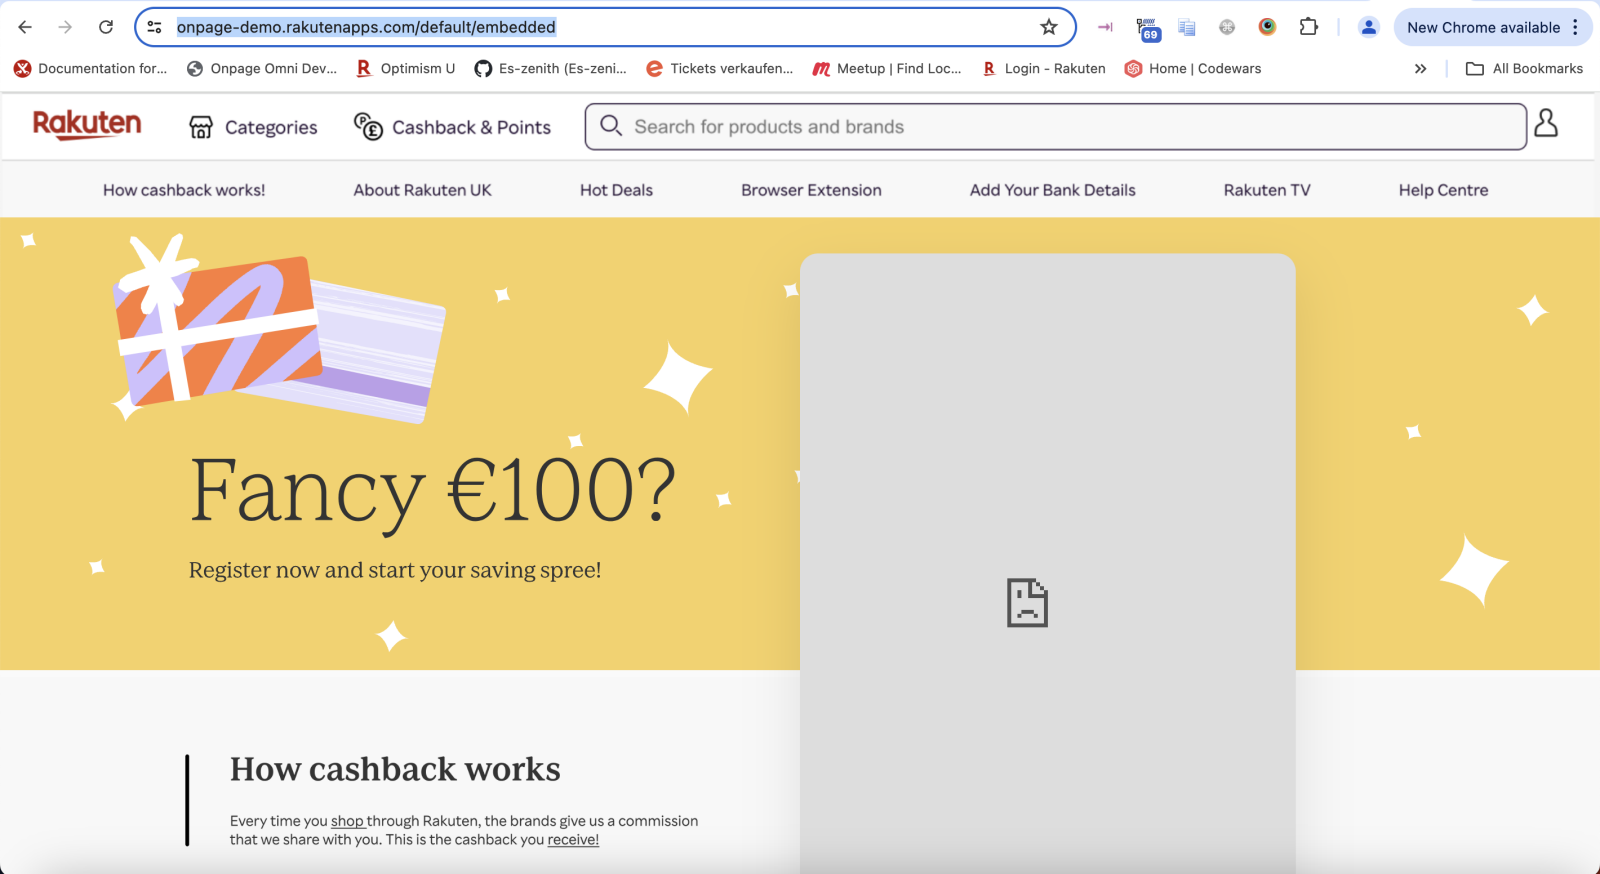 onpage-demo.rakutenapps.com/default/embedded
69
New Chrome available
Documentation for...
Onpage Omni Dev...
R Optimism U
Es-zenith (Es-zeni...
e Tickets verkaufen...
m Meetup | Find Loc...
R Login - Rakuten
Home | Codewars
»
All Bookmarks
Rakuten
Categories
P £ Cashback & Points
Search for products and brands
How cashback works!
About Rakuten UK
Hot Deals
Browser Extension
Add Your Bank Details
Rakuten TV
Help Centre
Fancy €100?
Register now and start your saving spree!
How cashback works
Every time you shop through Rakuten, the brands give us a commission
that we share with you. This is the cashback you receive!